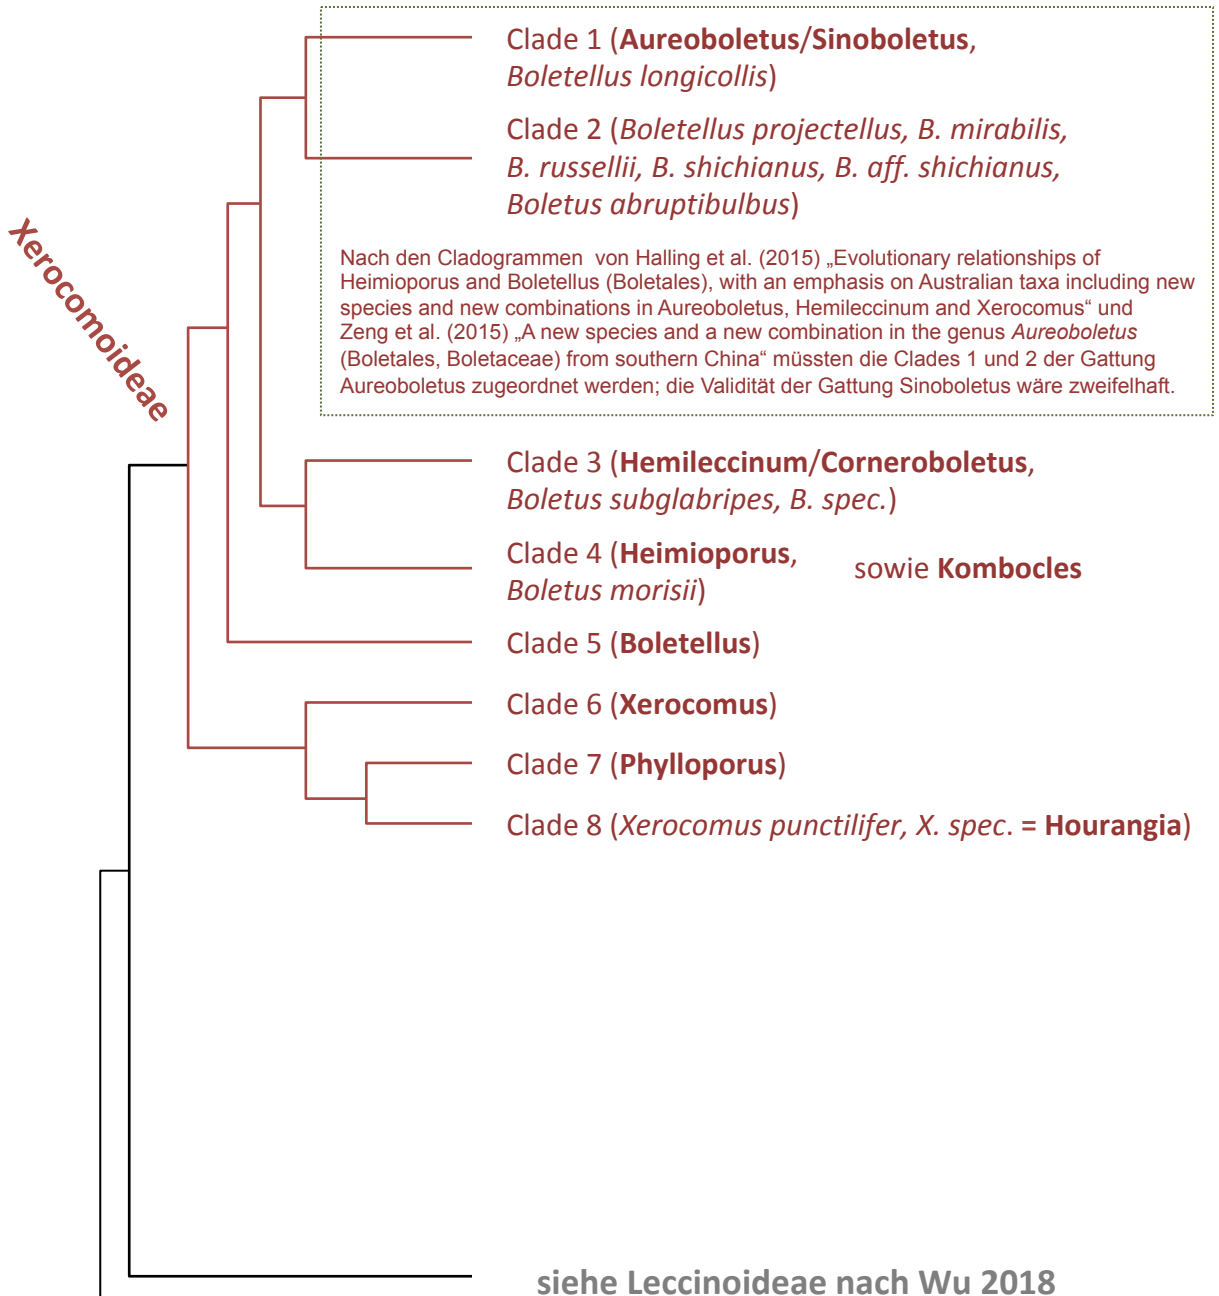 Clade 1 (Aureoboletus/Sinoboletus,
Boletellus longicollis)
Clade 2 (Boletellus projectellus, B. mirabilis,
B. russellii, B. shichianus, B. aff. shichianus,
Boletus abruptibulbus)
Xerocomoideae
Nach den Cladogrammen von Halling et al. (2015) „Evolutionary relationships of
Heimioporus and Boletellus (Boletales), with an emphasis on Australian taxa including new
species and new combinations in Aureoboletus, Hemileccinum and Xerocomus“ und
Zeng et al. (2015) „A new species and a new combination in the genus Aureoboletus
(Boletales, Boletaceae) from southern China“ müssten die Clades 1 und 2 der Gattung
Aureoboletus zugeordnet werden; die Validität der Gattung Sinoboletus wäre zweifelhaft.
Clade 3 (Hemileccinum/Corneroboletus,
Boletus subglabripes, B. spec.)
Clade 4 (Heimioporus,
Boletus morisii)
sowie Kombocles
Clade 5 (Boletellus)
Clade 6 (Xerocomus)
Clade 7 (Phylloporus)
Clade 8 (Xerocomus punctilifer, X. spec. = Hourangia)
siehe Leccinoideae nach Wu 2018